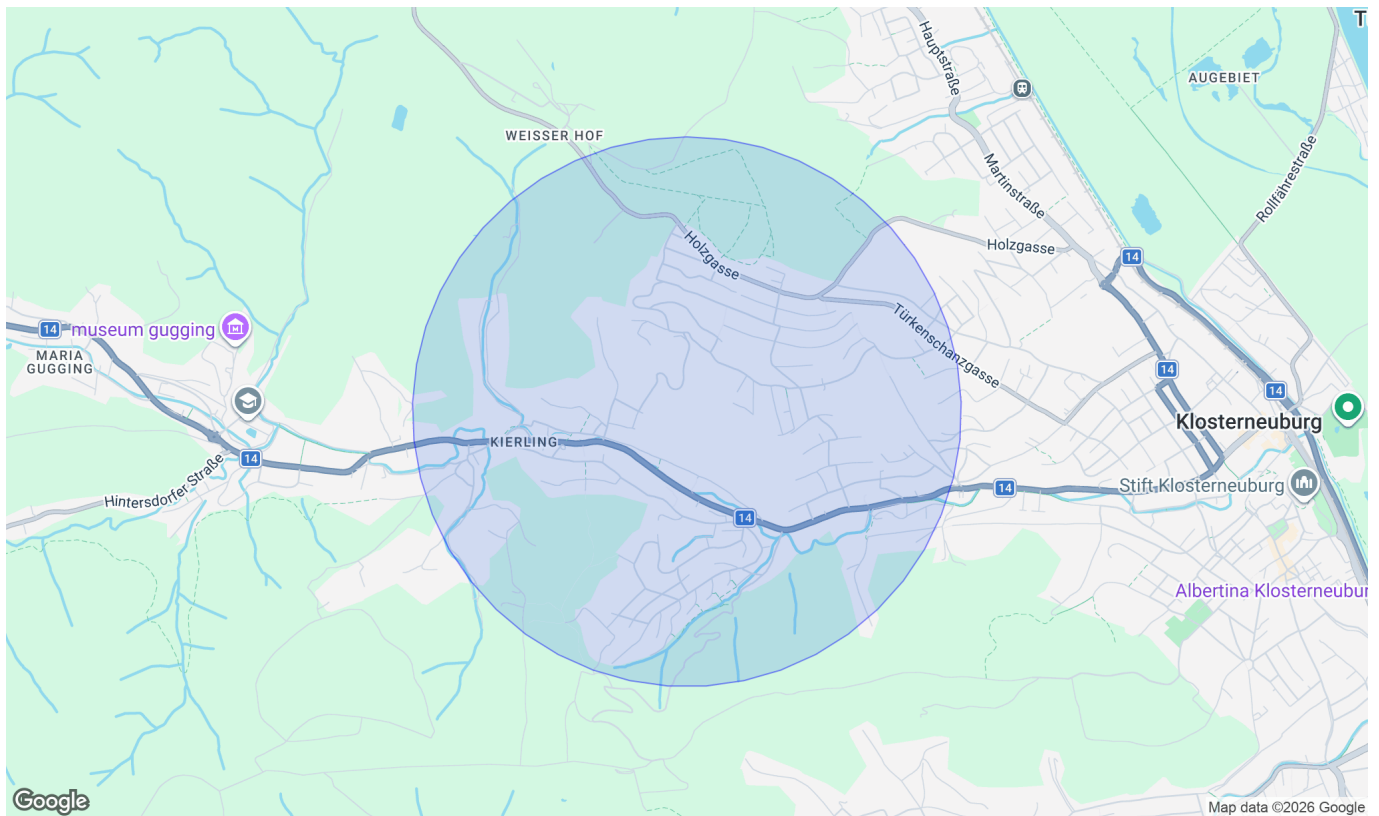 T
Hauptstraße
AUGEBIET
WEISSER HOF
Martinstraße
Rollfährestraße
Holzgasse
Holzgasse
14
14
museum gugging
MARIA
GUGGING
Türkenschanzgasse
14
14
Klosterneuburg
KIERLING
14
Hintersdorfer Straße
14
Stift Klosterneuburg
14
Albertina Klosterneubur
Google
Map data ©2026 Google